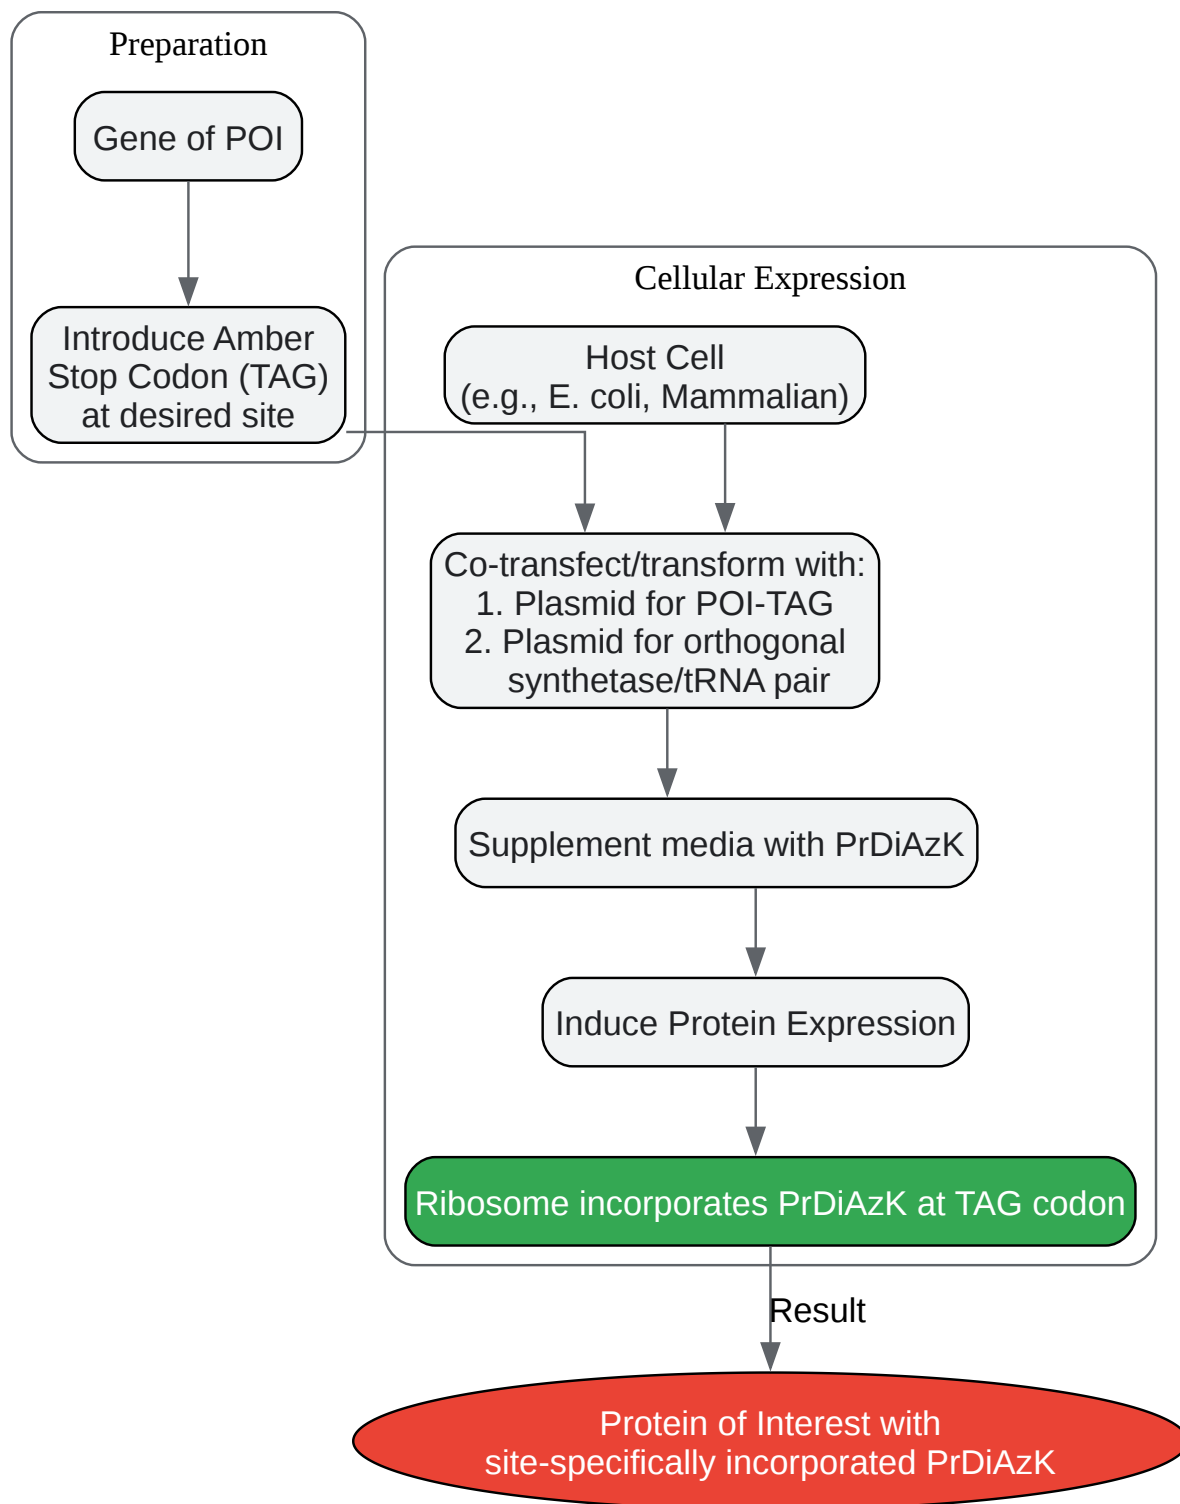 Preparation
Gene of POI
Introduce Amber
Stop Codon (TAG)
at desired site
Cellular Expression
Host Cell
(e.g., E. coli, Mammalian)
Co-transfect/transform with:
1. Plasmid for POI-TAG
2. Plasmid for orthogonal
synthetase/tRNA pair
Supplement media with PrDiAzK
Induce Protein Expression
Ribosome incorporates PrDiAzK at TAG codon
Result
Protein of Interest with
site-specifically incorporated PrDiAzK